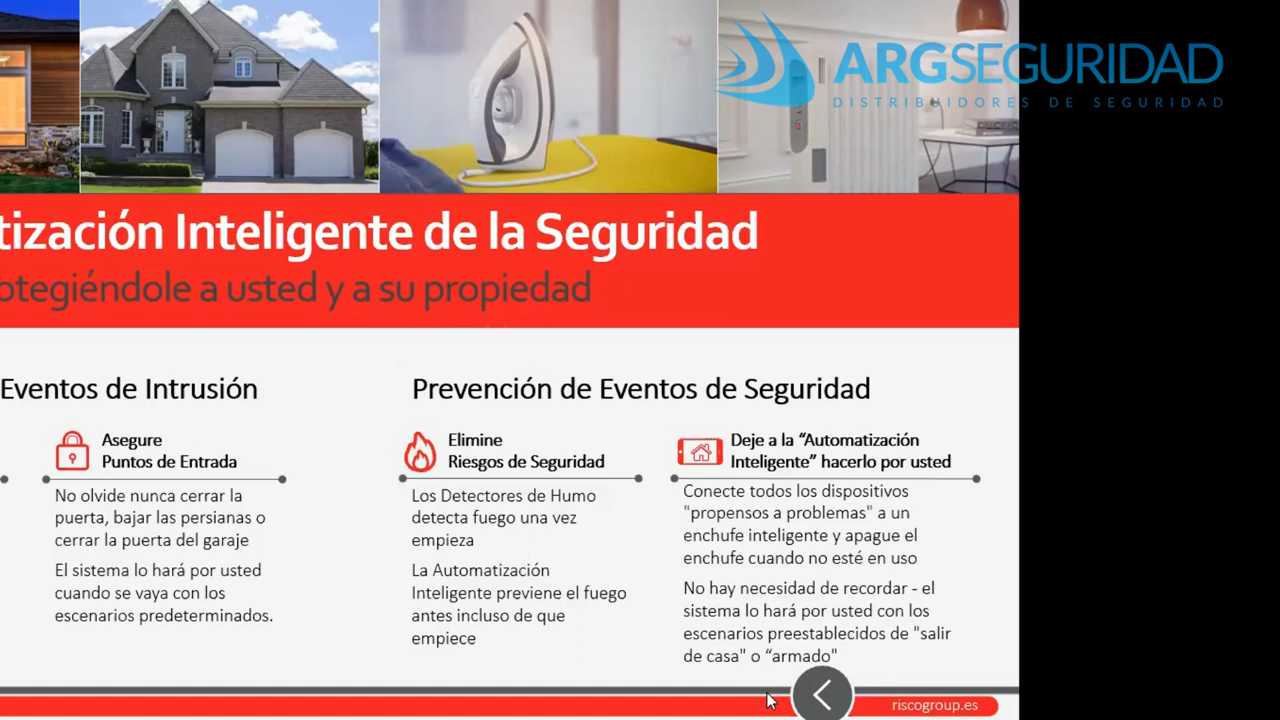 ARGSEGURIDAD
DISTRIBUIDORES DE SEGURIDAD
tización Inteligente de la Seguridad
otegiéndole a usted y a su propiedad
Eventos de Intrusión
Asegure
Puntos de Entrada
No olvide nunca cerrar la
puerta, bajar las persianas o
cerrar la puerta del garaje
El sistema lo hará por usted
cuando se vaya con los
escenarios predeterminados.
Prevención de Eventos de Seguridad
Elimine
Riesgos de Seguridad
Los Detectores de Humo
detecta fuego una vez
empieza
La Automatización
Inteligente previene el fuego
antes incluso de que
empiece
Deje a la “Automatización
Inteligente” hacerlo por usted
Conecte todos los dispositivos
"propensos a problemas" a un
enchufe inteligente y apague el
enchufe cuando no esté en uso
No hay necesidad de recordar - el
sistema lo hará por usted con los
escenarios preestablecidos de "salir
de casa" o “armado"
riscogroup.es